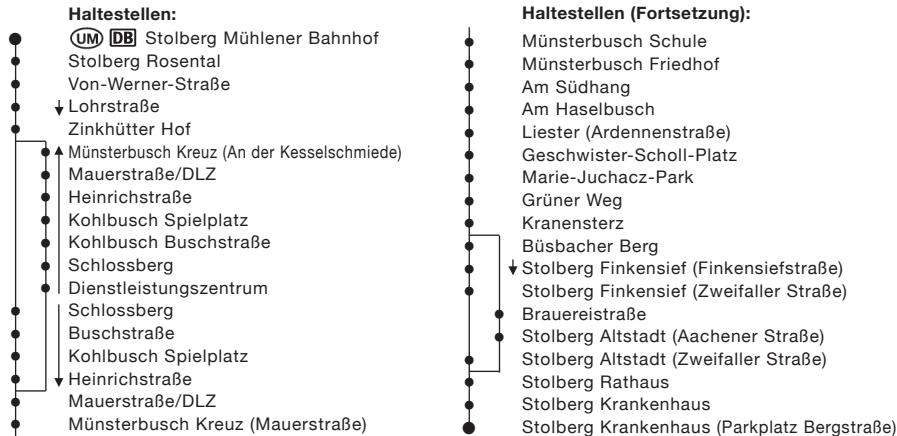 Haltestellen:
UM DB Stolberg Mühlener Bahnhof
Stolberg Rosental
Von-Werner-Straße
Lohrstraße
Zinkhütter Hof
Münsterbusch Kreuz (An der Kesselschmiede)
Mauerstraße/DLZ
Heinrichstraße
Kohlbusch Spielplatz
Kohlbusch Buschstraße
Schlossberg
Dienstleistungszentrum
Schlossberg
Buschstraße
Kohlbusch Spielplatz
Heinrichstraße
Mauerstraße/DLZ
Münsterbusch Kreuz (Mauerstraße)
Haltestellen (Fortsetzung):
Münsterbusch Schule
Münsterbusch Friedhof
Am Südhang
Am Haselbusch
Liester (Ardennenstraße)
Geschwister-Scholl-Platz
Marie-Juchacz-Park
Grüner Weg
Kranensterz
Büsbacher Berg
Stolberg Finkensief (Finkensiefstraße)
Stolberg Finkensief (Zweifaller Straße)
Brauereistraße
Stolberg Altstadt (Aachener Straße)
Stolberg Altstadt (Zweifaller Straße)
Stolberg Rathaus
Stolberg Krankenhaus
Stolberg Krankenhaus (Parkplatz Bergstraße)